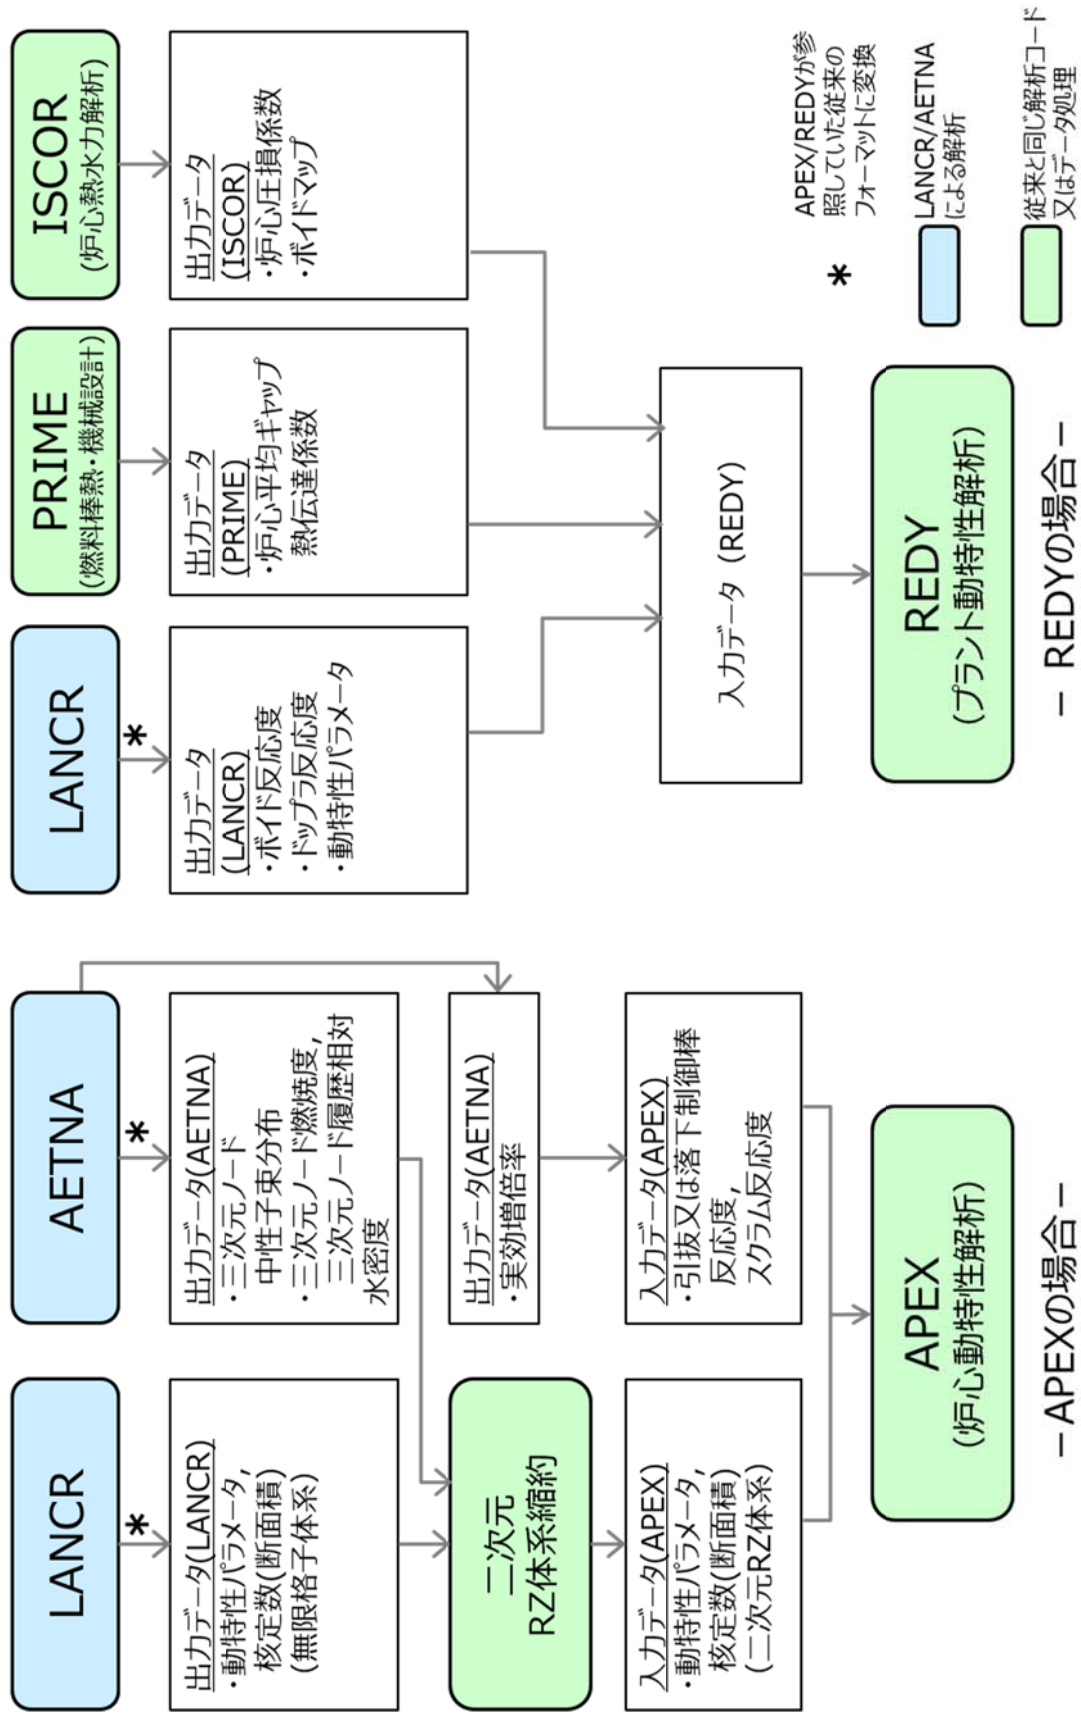 LANCR
*
出力データ(LANCR)
・動特性パラメータ,
核定数(断面積)
(無限格子体系)
二次元
RZ体系縮約
入力データ(APEX)
・動特性パラメータ,
核定数(断面積)
(二次元RZ体系)
AETNA
*
出力データ(AETNA)
・三次元ノード
中性子束分布
・三次元ノード燃焼度,
三次元ノード履歴相対
水密度
出力データ(AETNA)
・実効増倍率
入力データ(APEX)
・引抜又は落下制御棒
反応度,
スクラム反応度
APEX
(炉心動特性解析)
－APEXの場合－
LANCR
*
出力データ
(LANCR)
・ボイド反応度
・ドップラ反応度
・動特性パラメータ
PRIME
(燃料棒熱・機械設計)
出力データ
(PRIME)
・炉心平均ギャップ
熱伝達係数
ISCOR
(炉心熱水力解析)
出力データ
(ISCOR)
・炉心圧損係数
・ボイドマップ
入力データ (REDY)
REDY
(プラント動特性解析)
－ REDYの場合－
*
APEX/REDYが参
照していた従来の
フォーマットに変換
LANCR/AETNA
による解析
従来と同じ解析コード
又はデータ処理